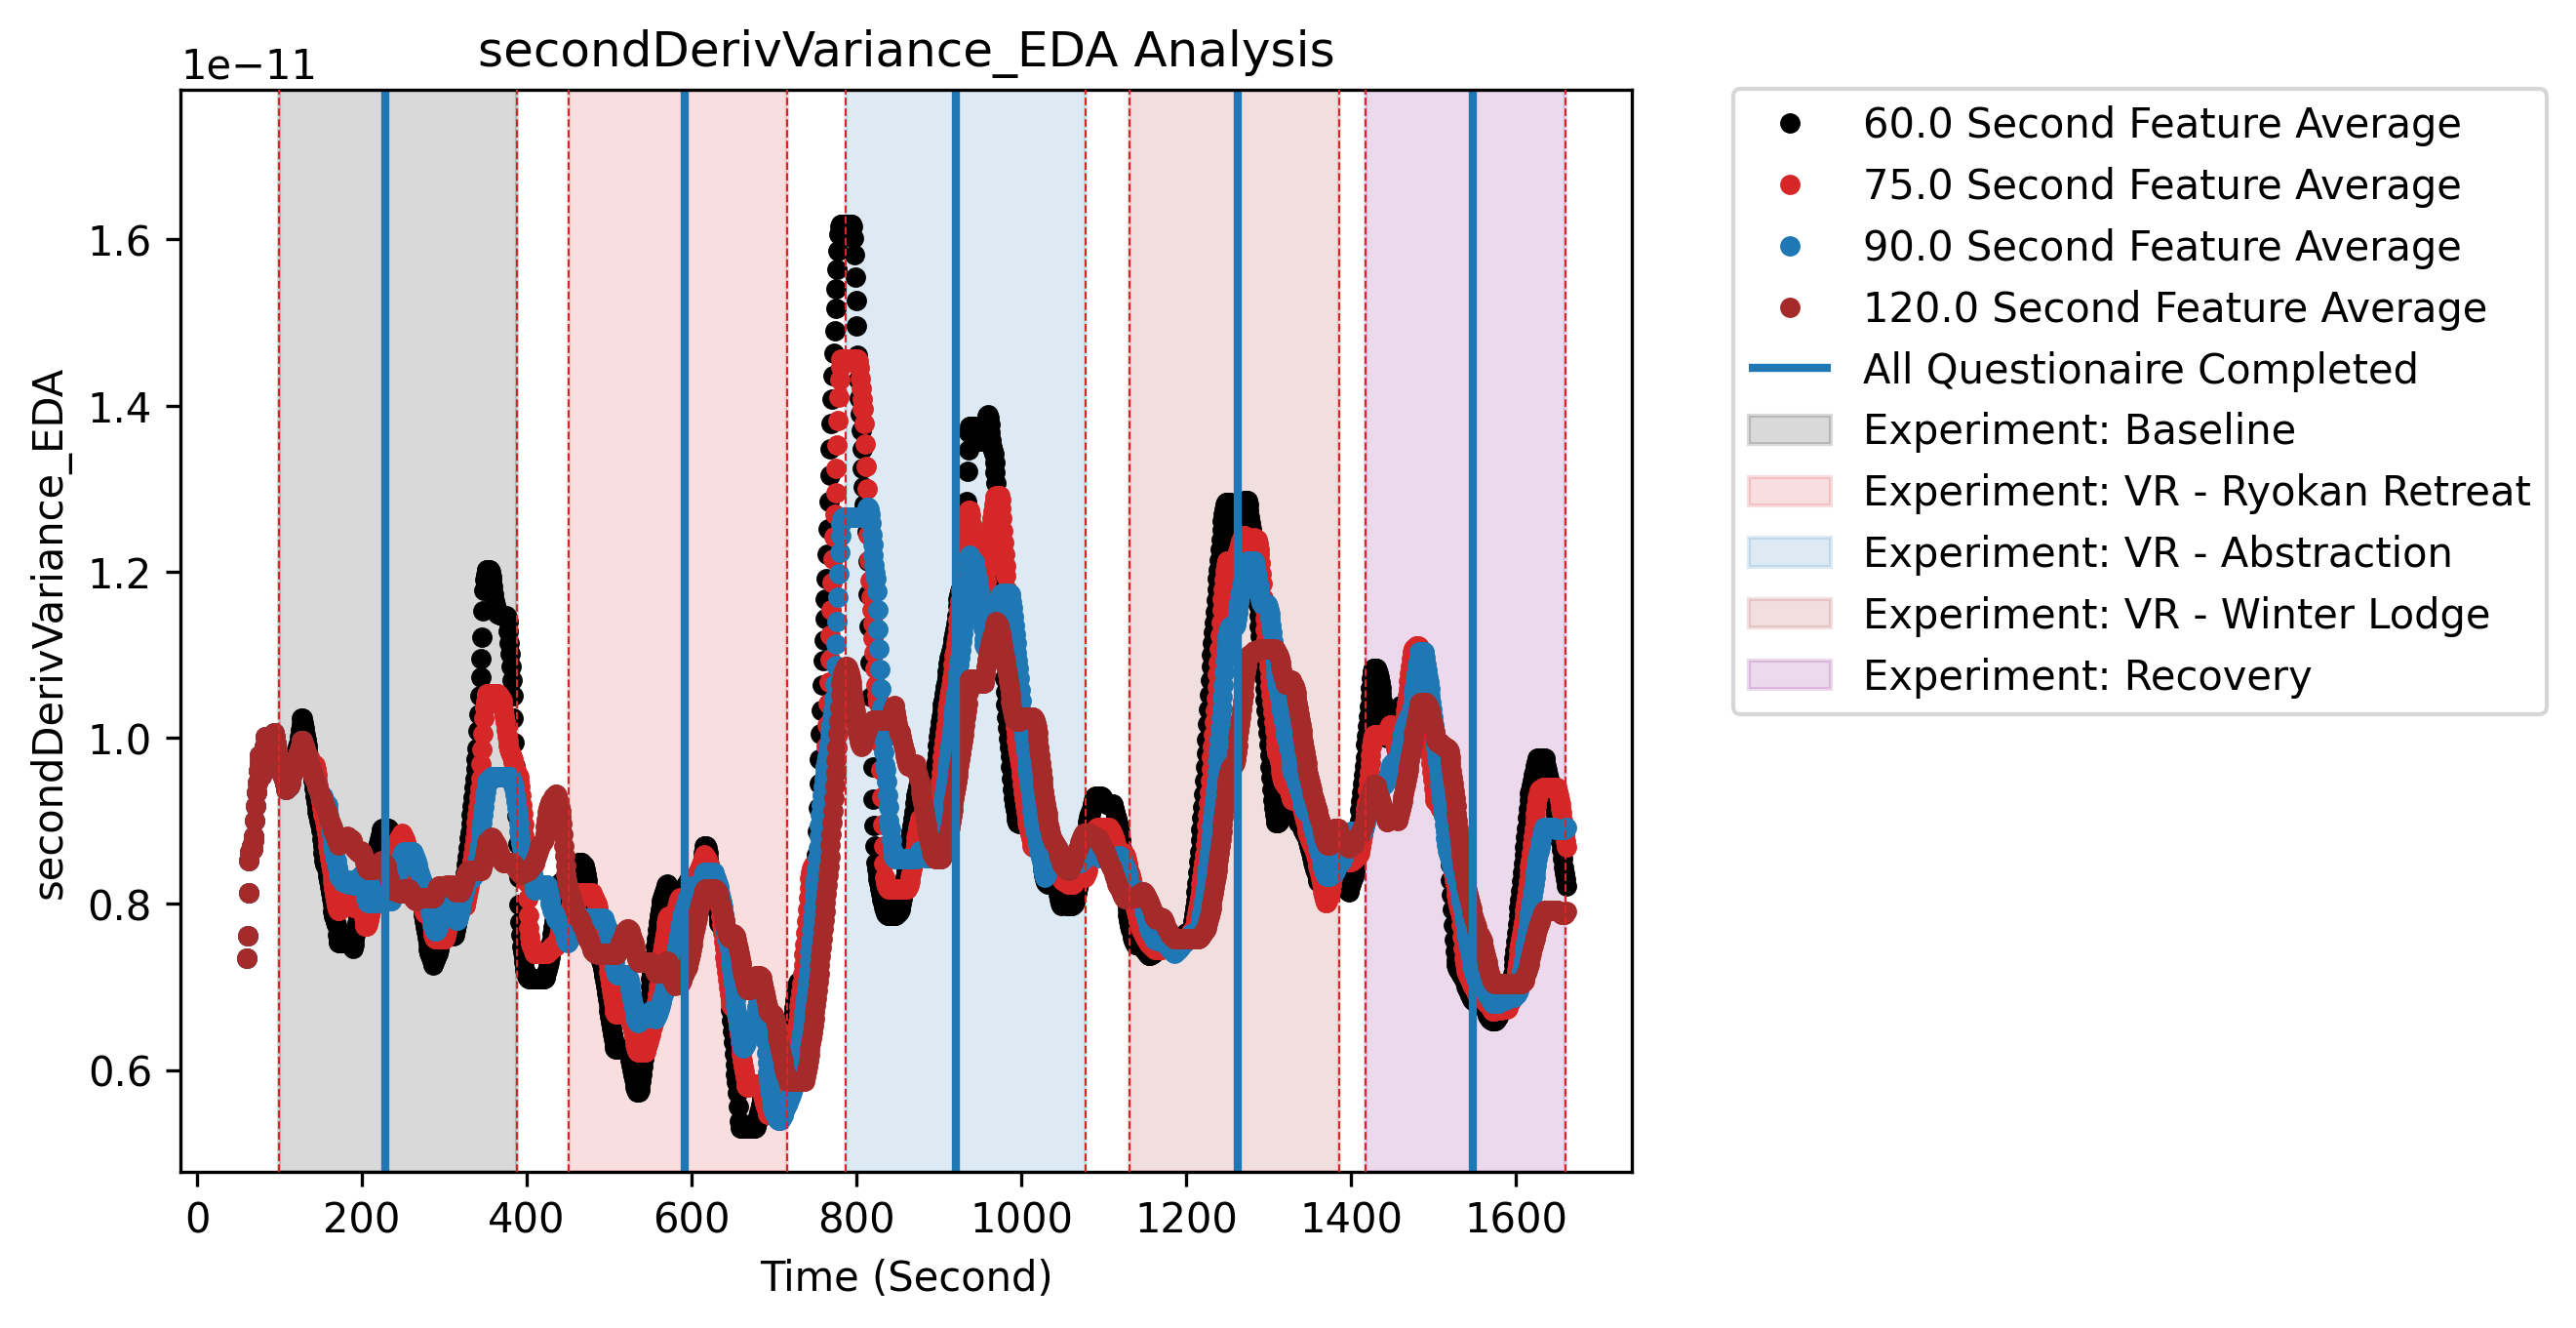 secondDerivVariance_EDA Analysis
1e−11
secondDerivVariance_EDA
1.6
1.4
1.2
1.0
0.8
0.6
0 200 400 600 800 1000 1200 1400 1600
Time (Second)
60.0 Second Feature Average
75.0 Second Feature Average
90.0 Second Feature Average
120.0 Second Feature Average
All Questionaire Completed
Experiment: Baseline
Experiment: VR - Ryokan Retreat
Experiment: VR - Abstraction
Experiment: VR - Winter Lodge
Experiment: Recovery